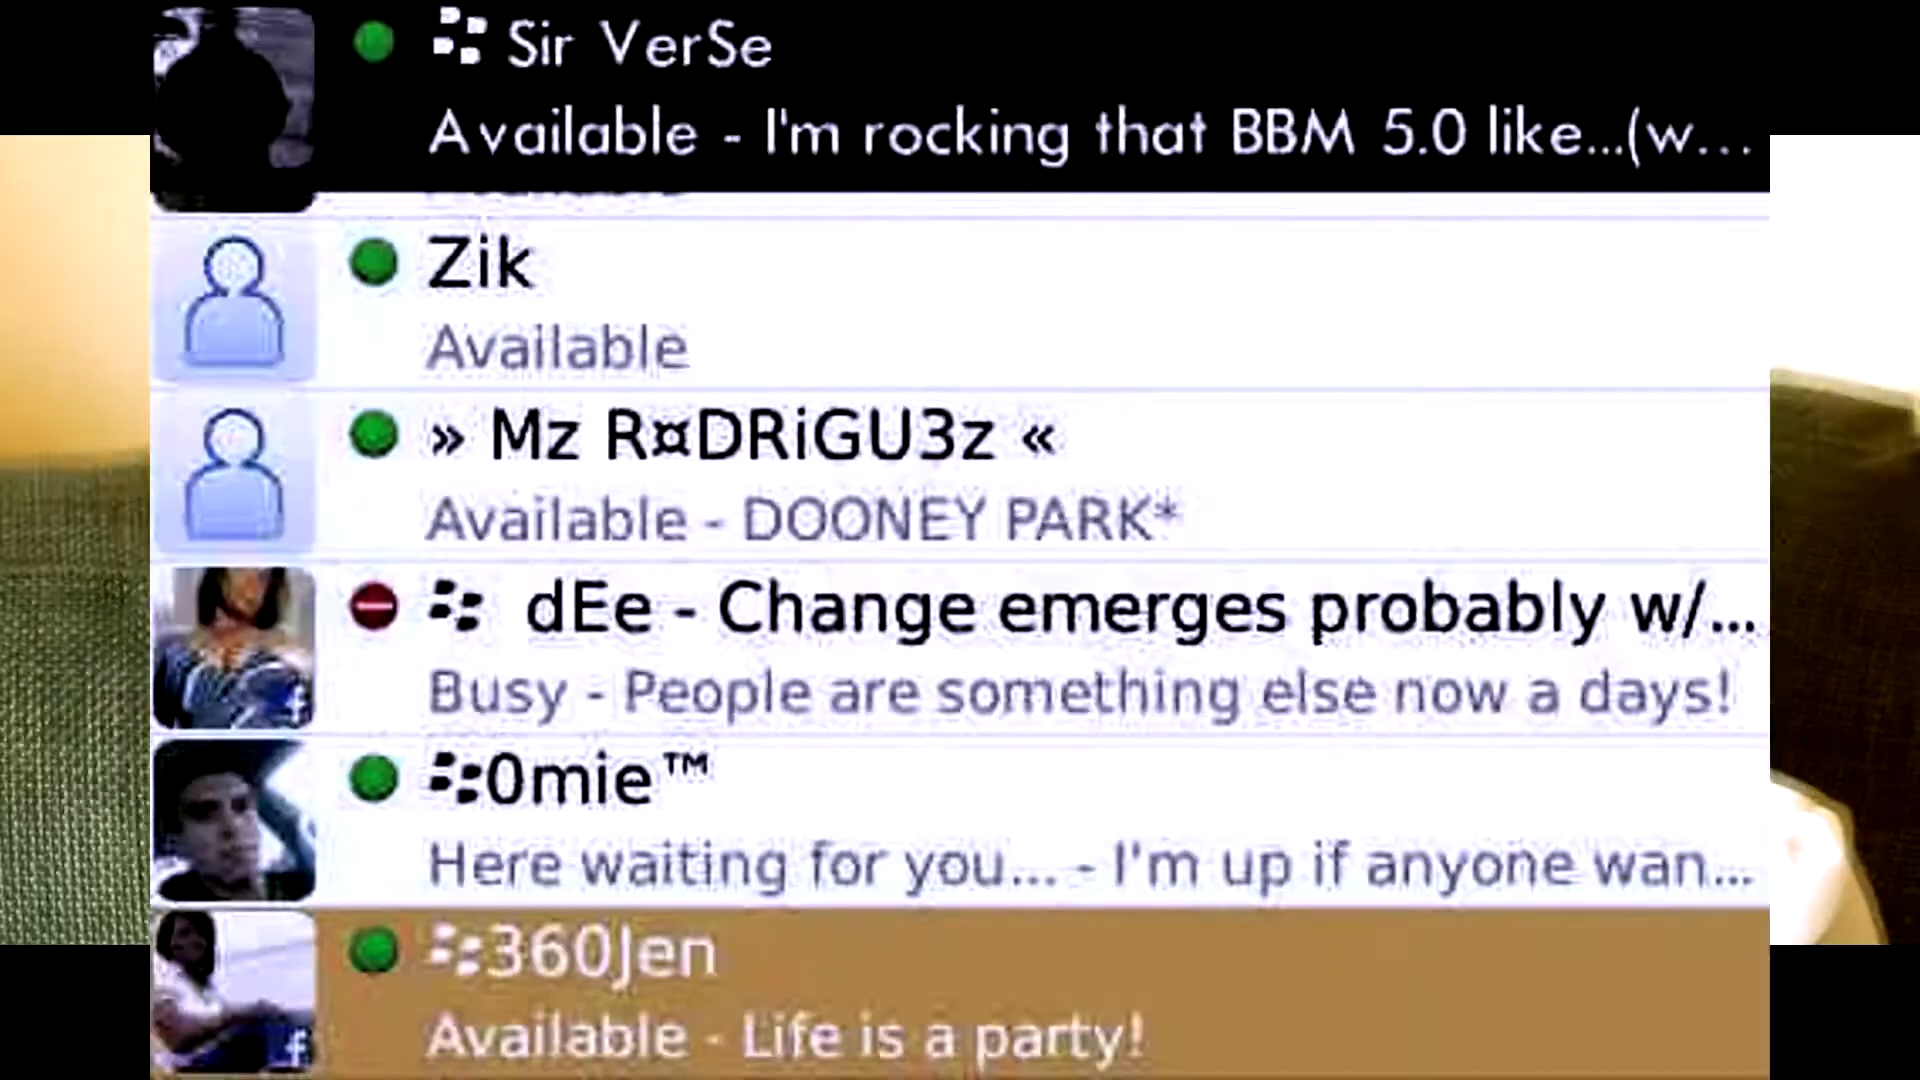 Sir VerSe
Available - I'm rocking that BBM 5.0 like...(w...
Zik
Available
» Mz R¤DRiGU3z «
Available - DOONEY PARK*
dEe - Change emerges probably w/...
Busy - People are something else now a days!
0mie™
Here waiting for you... - I'm up if anyone wan...
360Jen
Available - Life is a party!